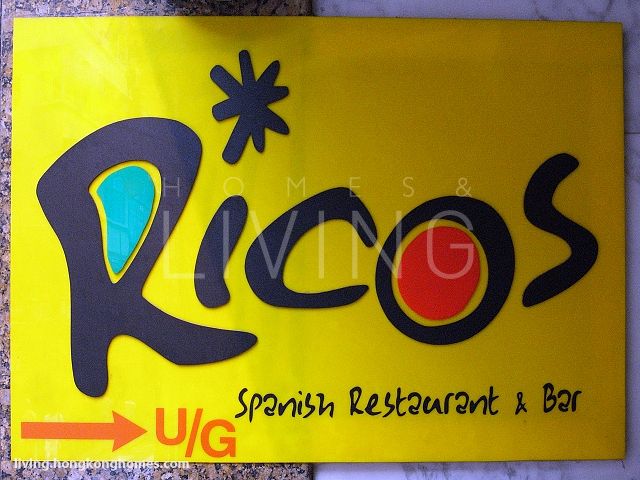 Ricos
HOMES &
LIVING
Spanish Restaurant & Bar
U/G
living.hongkonghomes.com